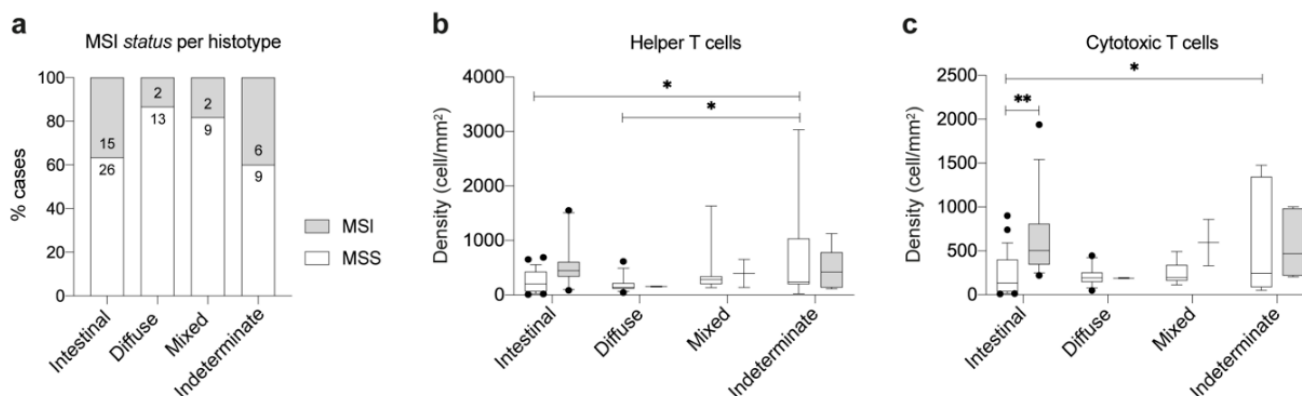 a
MSI status per histotype
% cases
100
80
60
40
20
0
15
26
2
13
2
9
6
9
Intestinal
Diffuse
Mixed
Indeterminate
MSI
MSS
b
Helper T cells
Density (cell/mm²)
4000
3000
2000
1000
0
*
*
Intestinal
Diffuse
Mixed
Indeterminate
c
Cytotoxic T cells
Density (cell/mm²)
2500
2000
1500
1000
500
0
*
**
Intestinal
Diffuse
Mixed
Indeterminate